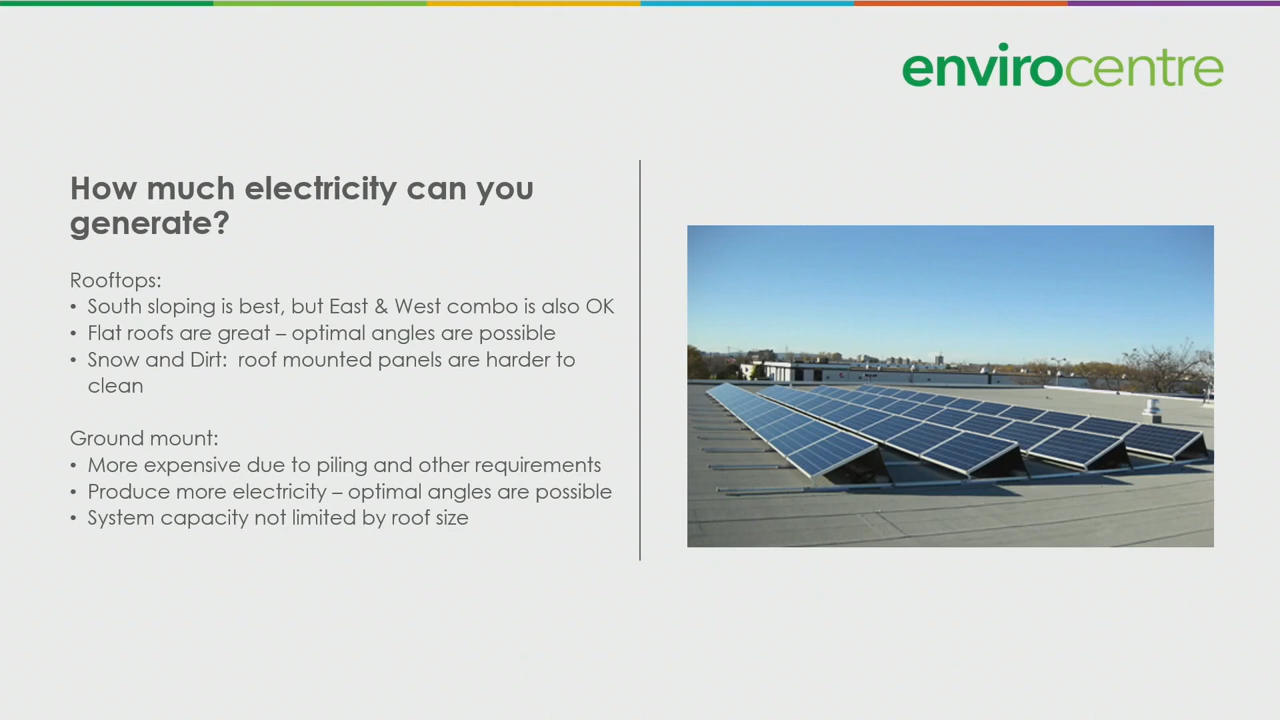 envirocentre
How much electricity can you
generate?
Rooftops:
• South sloping is best, but East & West combo is also OK
• Flat roofs are great – optimal angles are possible
• Snow and Dirt:  roof mounted panels are harder to
clean
Ground mount:
• More expensive due to piling and other requirements
• Produce more electricity – optimal angles are possible
• System capacity not limited by roof size